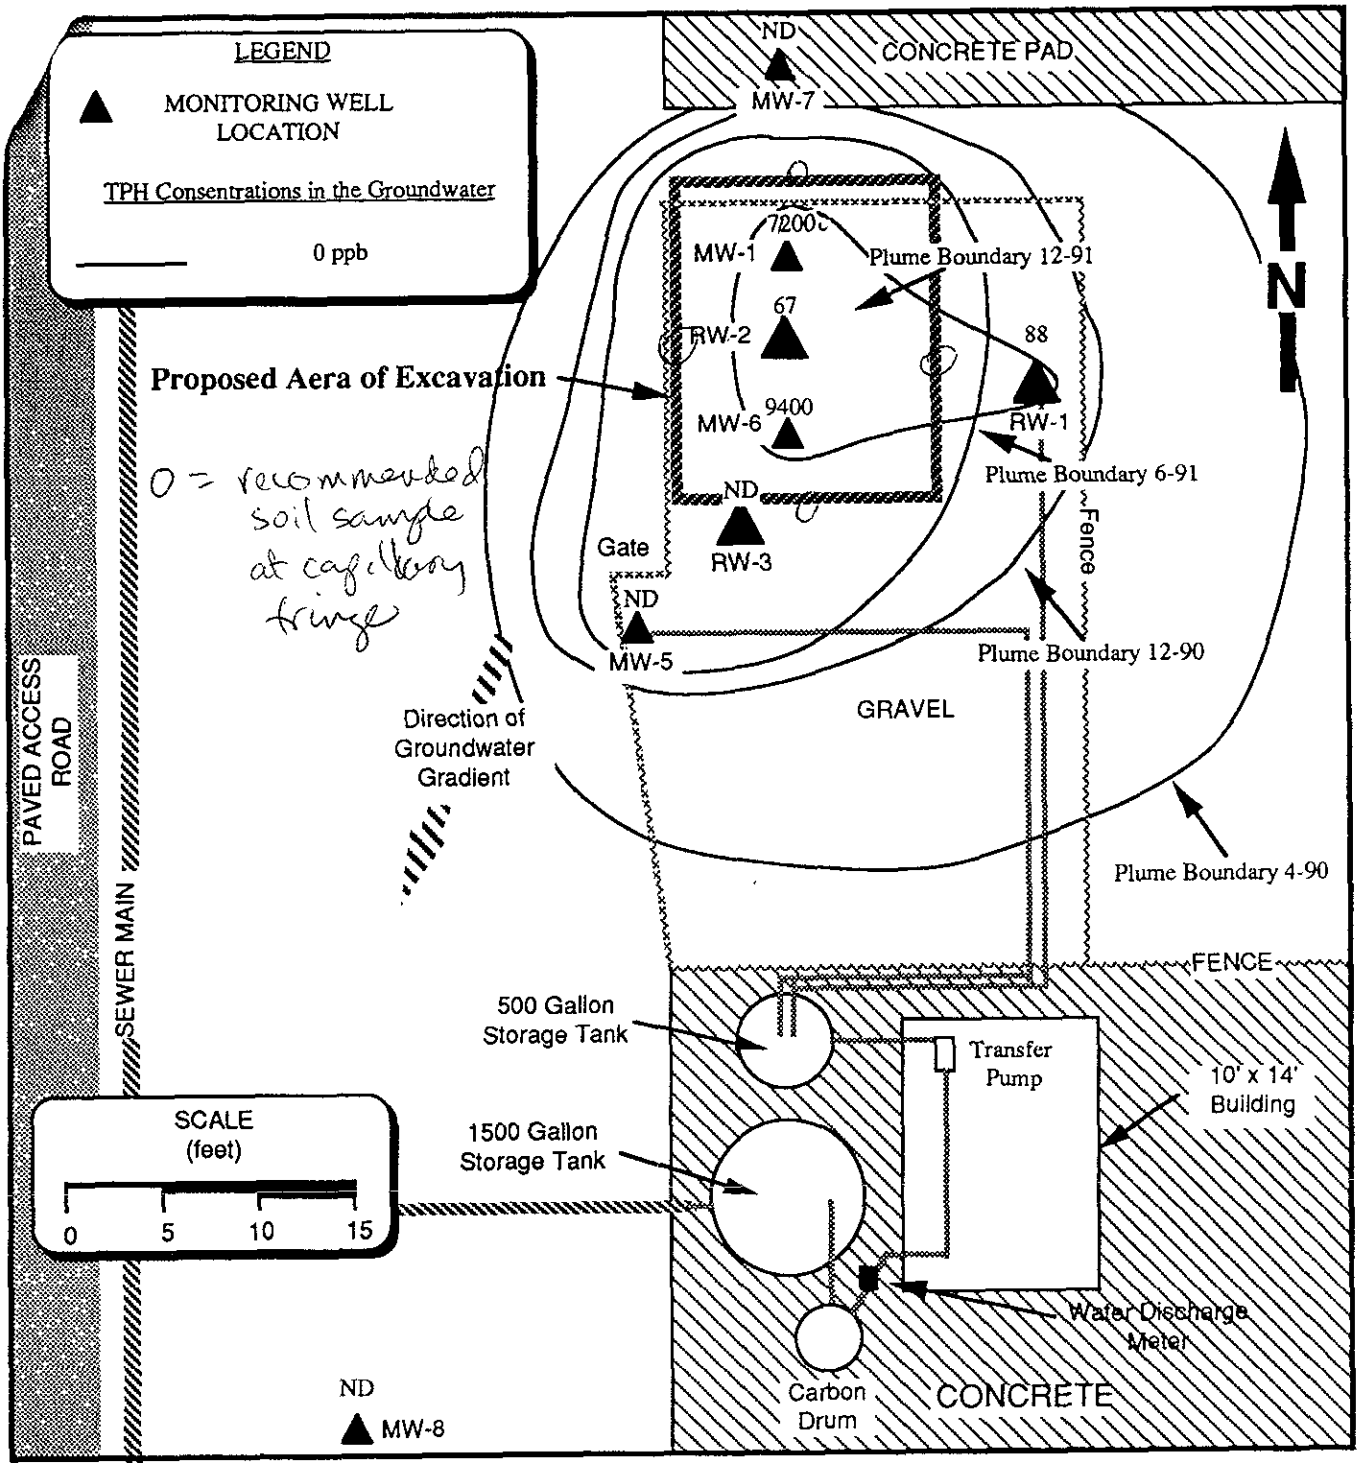 LEGEND
MONITORING WELL
LOCATION
TPH Consentrations in the Groundwater
0 ppb
ND
CONCRETE PAD
MW-7
N
MW-1
Plume Boundary 12-91
67
RW-2
88
Proposed Aera of Excavation
9400
MW-6
RW-1
Plume Boundary 6-91
O = recommended
soil sample
at capillary
fringe
ND
RW-3
Gate
Fence
ND
MW-5
Plume Boundary 12-90
GRAVEL
Direction of
Groundwater
Gradient
PAVED ACCESS
ROAD
Plume Boundary 4-90
SEWER MAIN
FENCE
500 Gallon
Storage Tank
Transfer
Pump
10' x 14'
Building
SCALE
(feet)
0 5 10 15
1500 Gallon
Storage Tank
Water Discharge
Meter
Carbon
Drum
CONCRETE
ND
MW-8